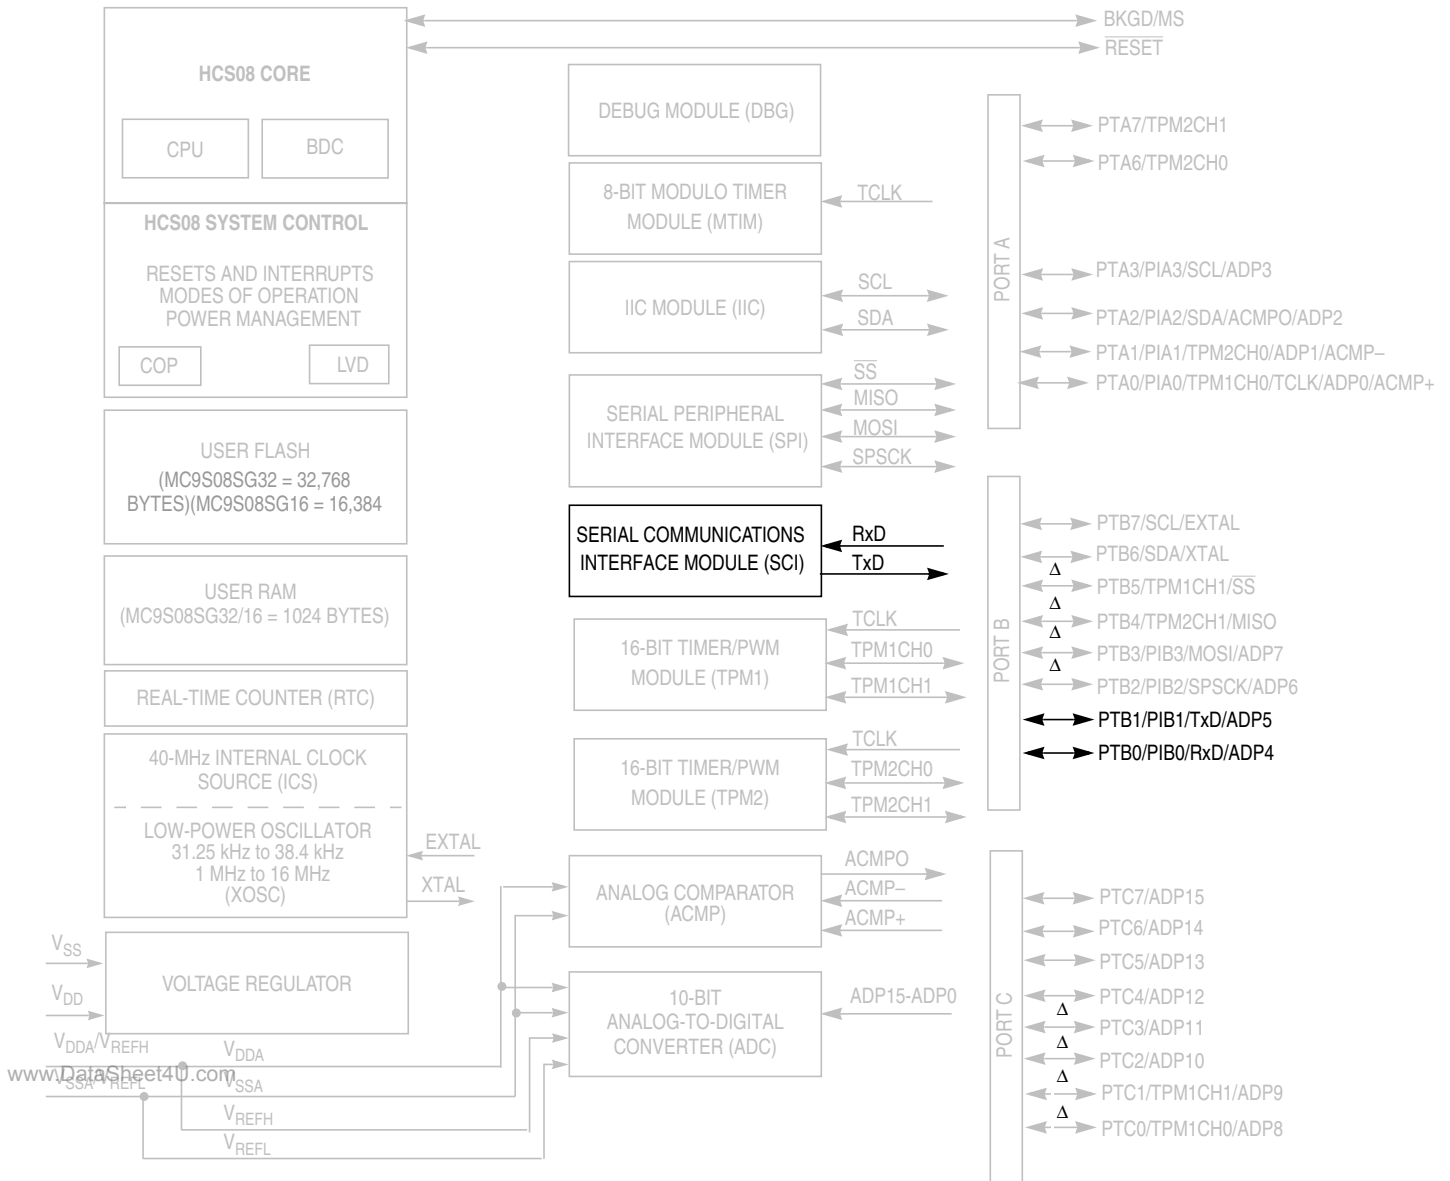 BKGD/MS
RESET
HCS08 CORE
CPU
BDC
HCS08 SYSTEM CONTROL
RESETS AND INTERRUPTS
MODES OF OPERATION
POWER MANAGEMENT
COP
LVD
USER FLASH
(MC9S08SG32 = 32,768
BYTES)(MC9S08SG16 = 16,384
USER RAM
(MC9S08SG32/16 = 1024 BYTES)
REAL-TIME COUNTER (RTC)
40-MHz INTERNAL CLOCK
SOURCE (ICS)
LOW-POWER OSCILLATOR
31.25 kHz to 38.4 kHz
1 MHz to 16 MHz
(XOSC)
EXTAL
XTAL
VSS
VDD
VOLTAGE REGULATOR
VDDA/VREFH
VDDA
VSSA/VREFL
www.DataSheet4U.com
VSSA
VREFH
VREFL
DEBUG MODULE (DBG)
8-BIT MODULO TIMER
MODULE (MTIM)
TCLK
IIC MODULE (IIC)
SCL
SDA
SERIAL PERIPHERAL
INTERFACE MODULE (SPI)
SS
MISO
MOSI
SPSCK
SERIAL COMMUNICATIONS
INTERFACE MODULE (SCI)
RxD
TxD
16-BIT TIMER/PWM
MODULE (TPM1)
TCLK
TPM1CH0
TPM1CH1
16-BIT TIMER/PWM
MODULE (TPM2)
TCLK
TPM2CH0
TPM2CH1
ANALOG COMPARATOR
(ACMP)
ACMPO
ACMP–
ACMP+
10-BIT
ANALOG-TO-DIGITAL
CONVERTER (ADC)
ADP15-ADP0
PORT A
PTA7/TPM2CH1
PTA6/TPM2CH0
PTA3/PIA3/SCL/ADP3
PTA2/PIA2/SDA/ACMPO/ADP2
PTA1/PIA1/TPM2CH0/ADP1/ACMP–
PTA0/PIA0/TPM1CH0/TCLK/ADP0/ACMP+
PORT B
PTB7/SCL/EXTAL
PTB6/SDA/XTAL
Δ
PTB5/TPM1CH1/SS
Δ
PTB4/TPM2CH1/MISO
Δ
PTB3/PIB3/MOSI/ADP7
Δ
PTB2/PIB2/SPSCK/ADP6
PTB1/PIB1/TxD/ADP5
PTB0/PIB0/RxD/ADP4
PORT C
PTC7/ADP15
PTC6/ADP14
PTC5/ADP13
PTC4/ADP12
Δ
PTC3/ADP11
Δ
PTC2/ADP10
Δ
PTC1/TPM1CH1/ADP9
Δ
PTC0/TPM1CH0/ADP8